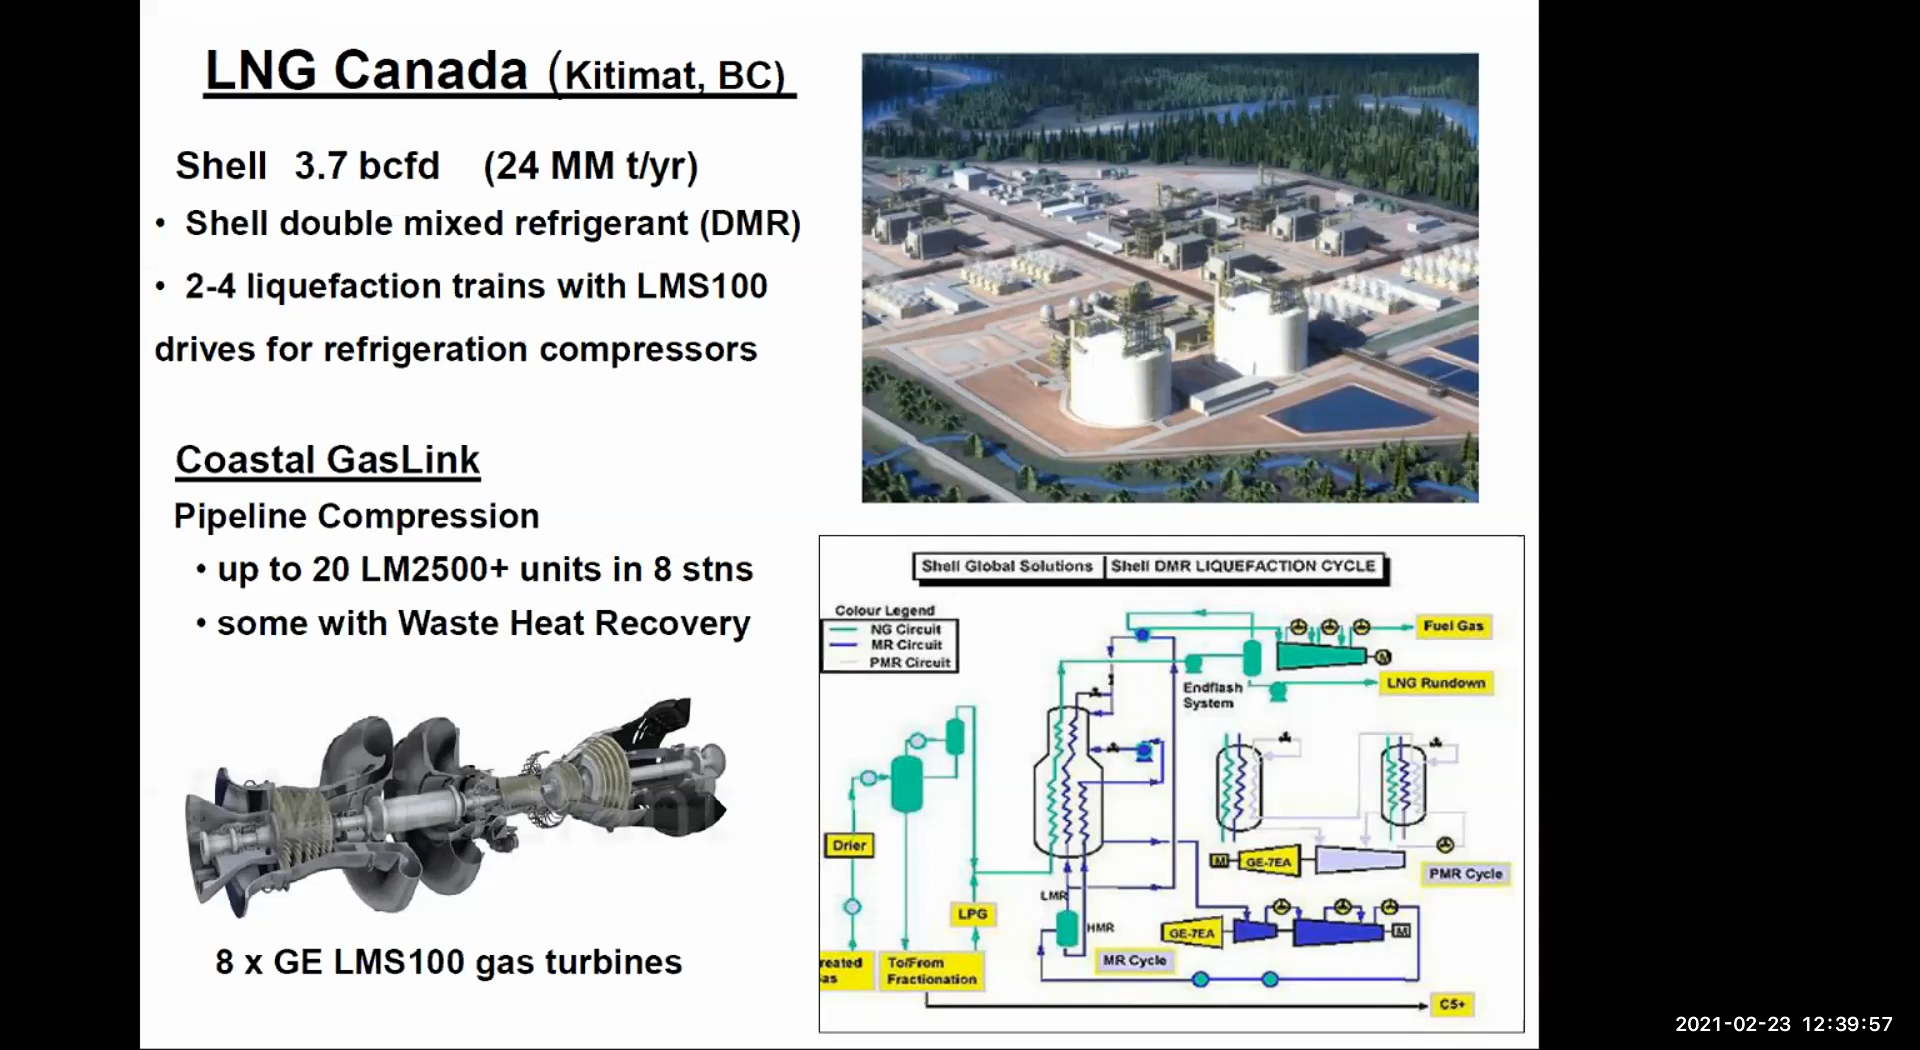 LNG Canada (Kitimat, BC)
Shell 3.7 bcfd (24 MM t/yr)
• Shell double mixed refrigerant (DMR)
• 2-4 liquefaction trains with LMS100
drives for refrigeration compressors
Coastal GasLink
Pipeline Compression
• up to 20 LM2500+ units in 8 stns
• some with Waste Heat Recovery
8 x GE LMS100 gas turbines
Shell Global Solutions Shell DMR LIQUEFACTION CYCLE
Colour Legend
NG Circuit
MR Circuit
PMR Circuit
Fuel Gas
LNG Rundown
Endflash
System
Drier
M
GE-7EA
PMR Cycle
LMR
LPG
HMR
GE-7EA
M
MR Cycle
reated
as
To/From
Fractionation
C5+
2021-02-23 12:39:57